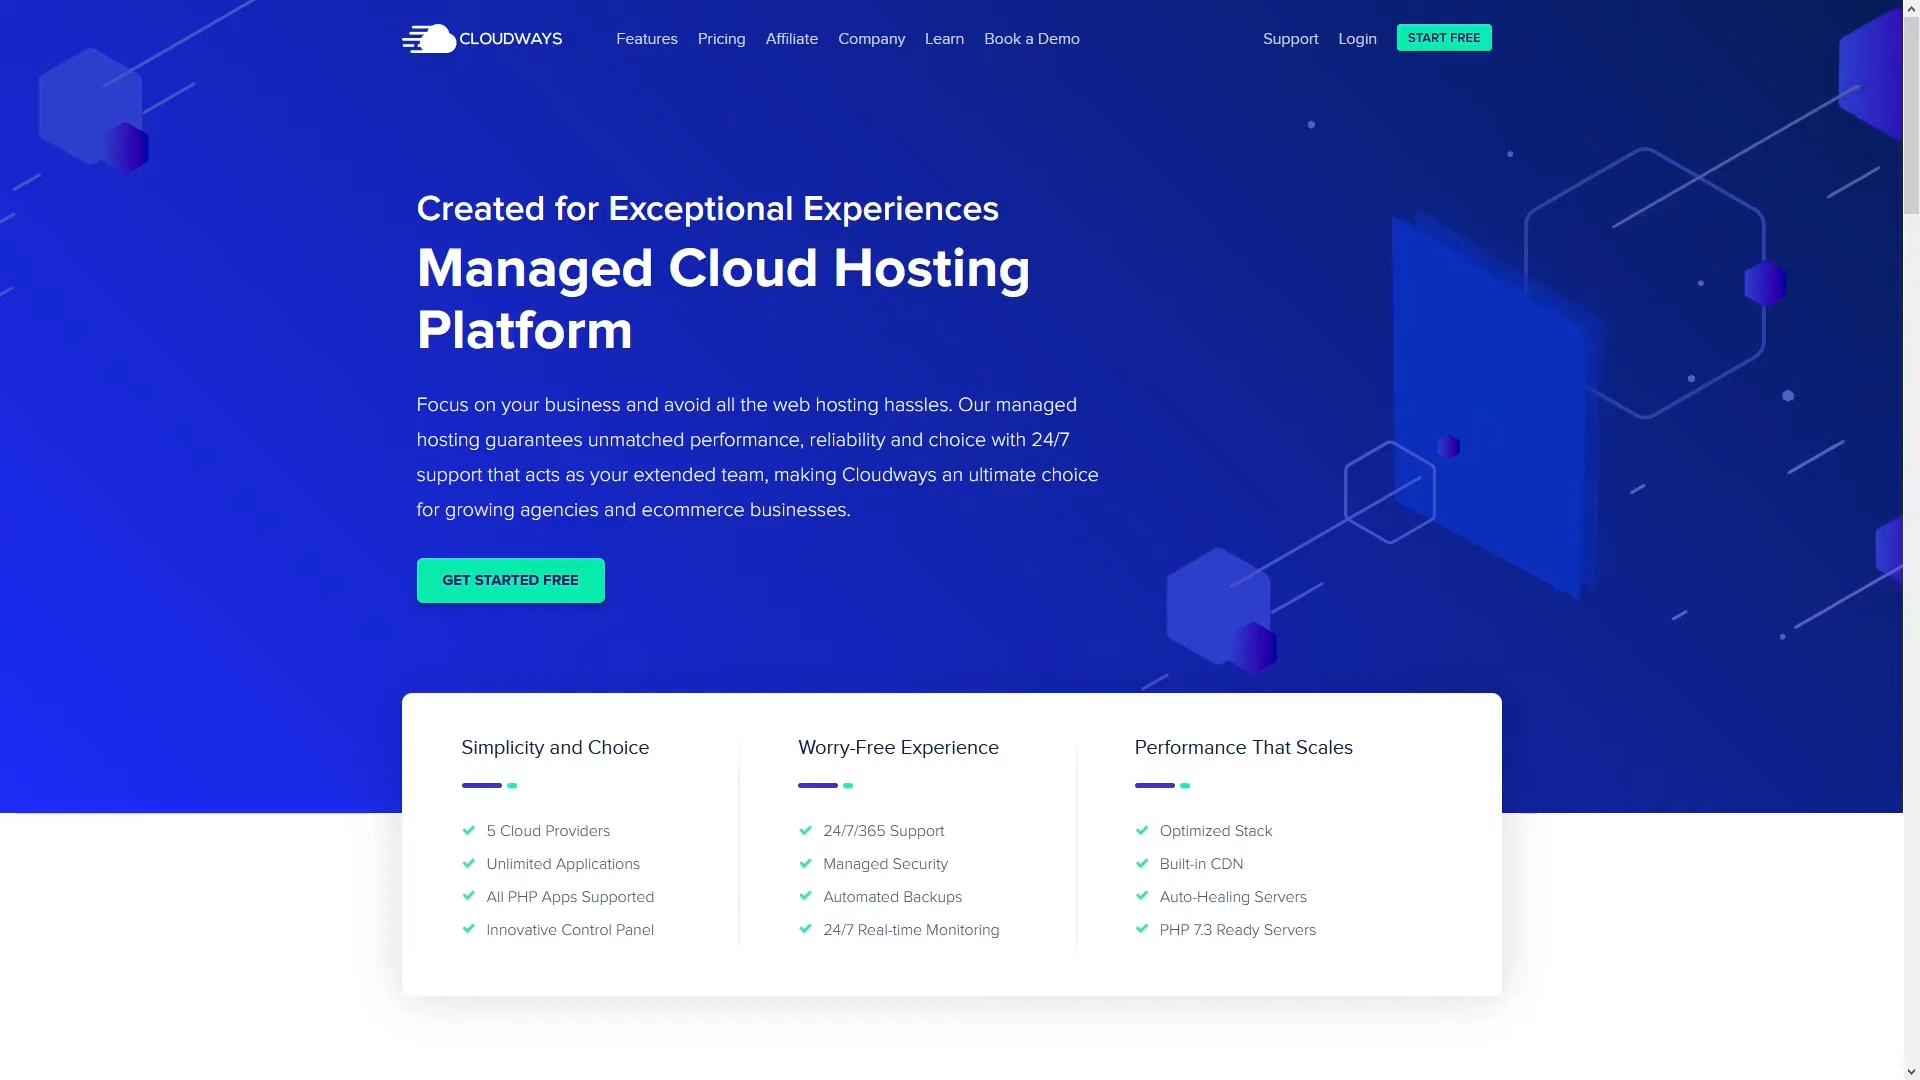 CLOUDWAYS Features Pricing Affiliate Company Learn Book a Demo Support Login START FREE
Created for Exceptional Experiences
Managed Cloud Hosting
Platform
Focus on your business and avoid all the web hosting hassles. Our managed
hosting guarantees unmatched performance, reliability and choice with 24/7
support that acts as your extended team, making Cloudways an ultimate choice
for growing agencies and ecommerce businesses.
GET STARTED FREE
Simplicity and Choice
5 Cloud Providers
Unlimited Applications
All PHP Apps Supported
Innovative Control Panel
Worry-Free Experience
24/7/365 Support
Managed Security
Automated Backups
24/7 Real-time Monitoring
Performance That Scales
Optimized Stack
Built-in CDN
Auto-Healing Servers
PHP 7.3 Ready Servers